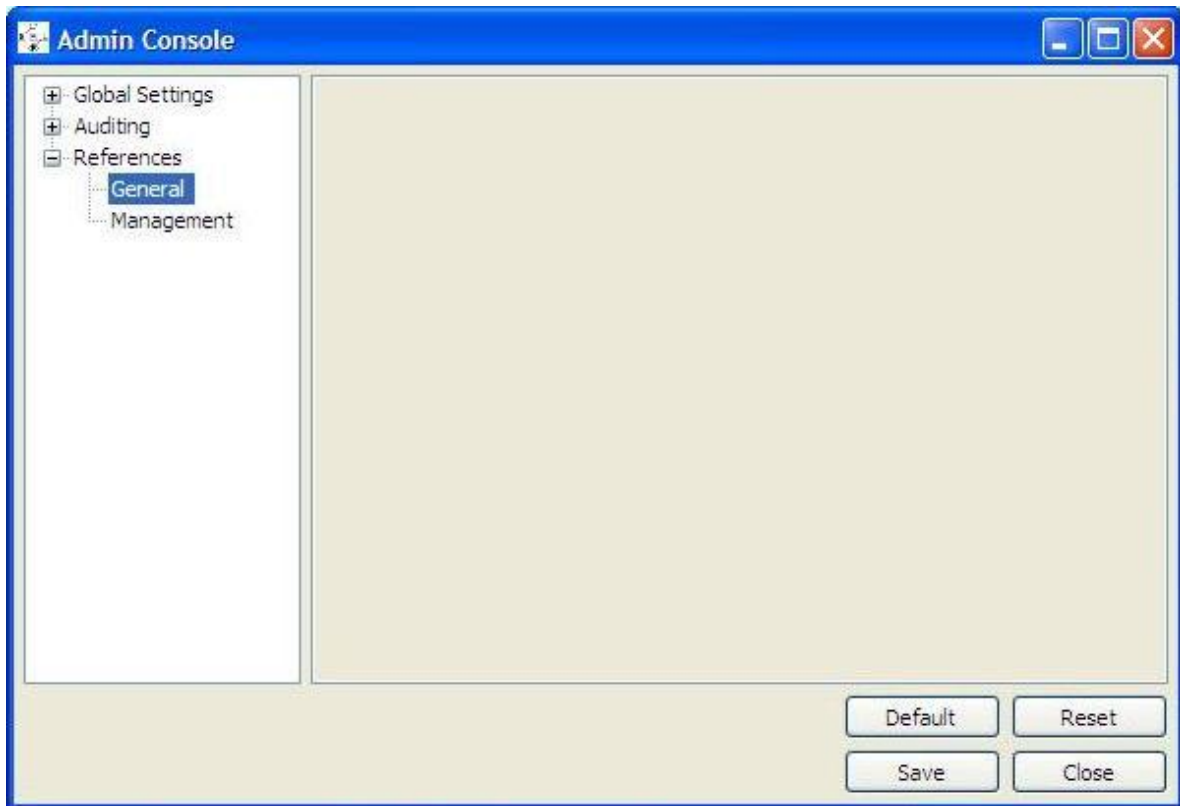 Admin Console
Global Settings
Auditing
References
General
Management
Default Reset
Save Close